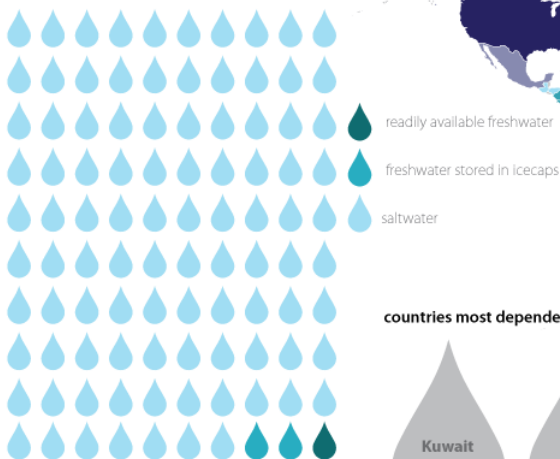 readily available freshwater
freshwater stored in icecaps
saltwater
countries most depende
Kuwait